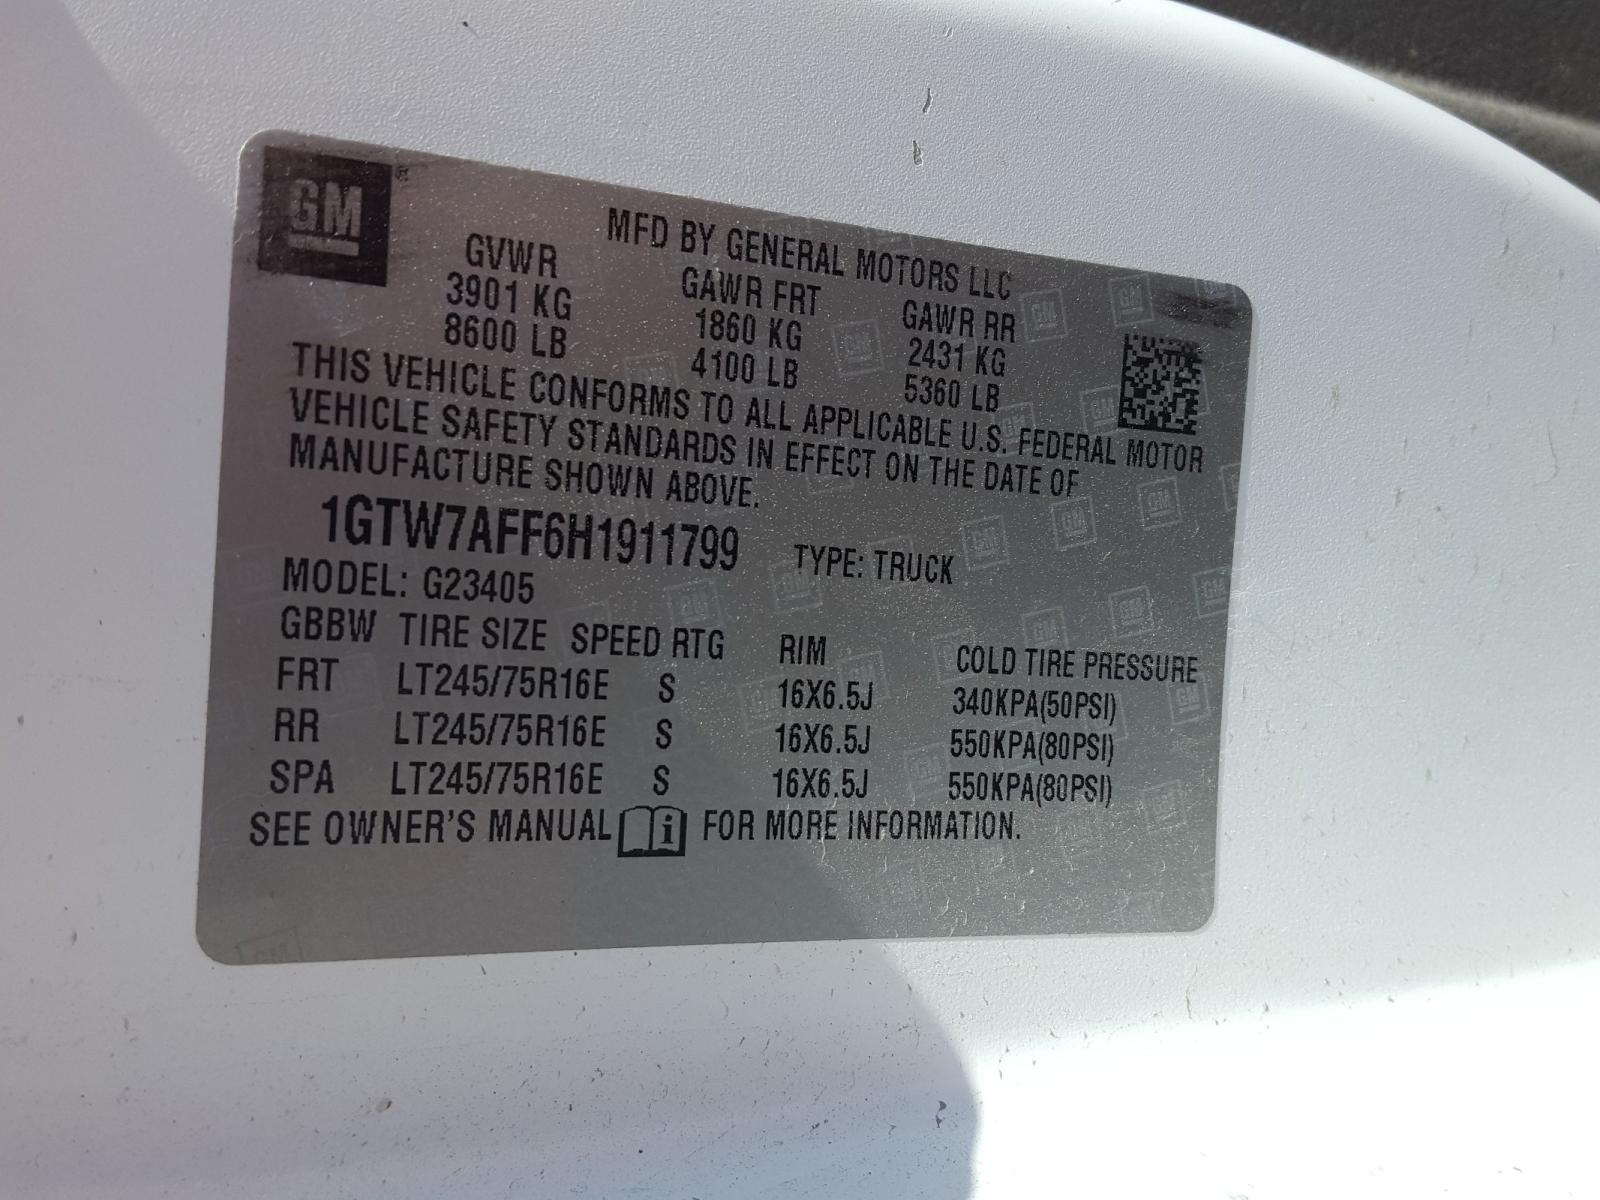 GM ®
MFD BY GENERAL MOTORS LLC
GVWR GAWR FRT GAWR RR
3901 KG 1860 KG 2431 KG
8600 LB 4100 LB 5360 LB
THIS VEHICLE CONFORMS TO ALL APPLICABLE U.S. FEDERAL MOTOR
VEHICLE SAFETY STANDARDS IN EFFECT ON THE DATE OF
MANUFACTURE SHOWN ABOVE.
1GTW7AFF6H1911799 TYPE: TRUCK
MODEL: G23405
GBBW TIRE SIZE SPEED RTG RIM COLD TIRE PRESSURE
FRT LT245/75R16E S 16X6.5J 340KPA(50PSI)
RR LT245/75R16E S 16X6.5J 550KPA(80PSI)
SPA LT245/75R16E S 16X6.5J 550KPA(80PSI)
SEE OWNER'S MANUAL i FOR MORE INFORMATION.